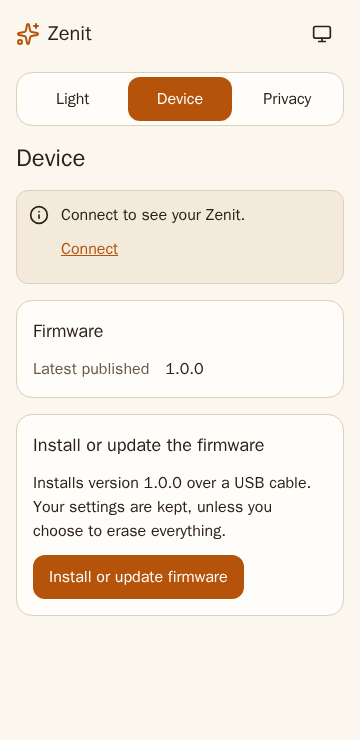 Zenit
Light
Device
Privacy
Device
Connect to see your Zenit.
Connect
Firmware
Latest published 1.0.0
Install or update the firmware
Installs version 1.0.0 over a USB cable.
Your settings are kept, unless you
choose to erase everything.
Install or update firmware